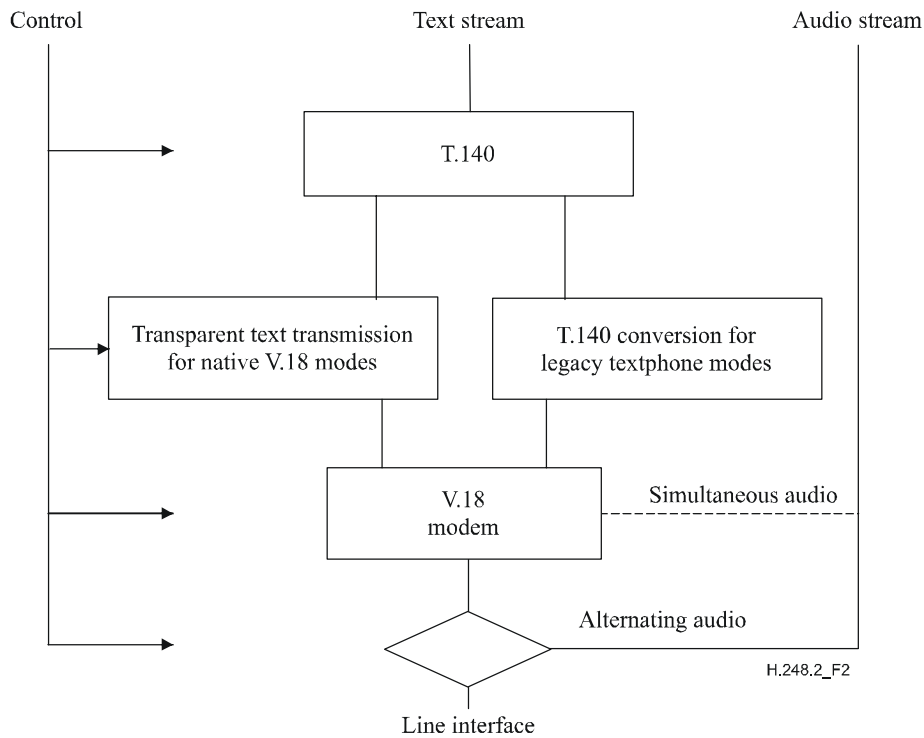 Control
Text stream
Audio stream
T.140
Transparent text transmission
for native V.18 modes
T.140 conversion for
legacy textphone modes
V.18
modem
Simultaneous audio
Alternating audio
H.248.2_F2
Line interface